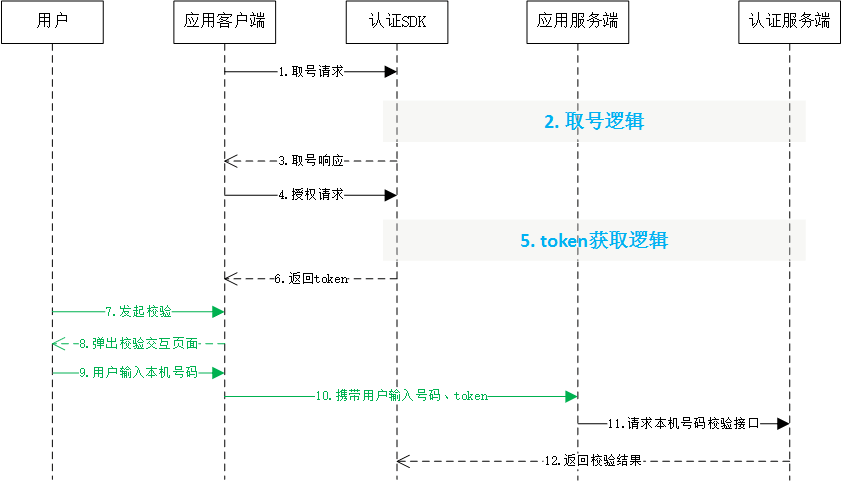 用户
应用客户端
认证SDK
应用服务端
认证服务端
1.取号请求
2. 取号逻辑
3.取号响应
4.授权请求
5. token获取逻辑
6.返回token
7.发起校验
8.弹出校验交互页面
9.用户输入本机号码
10.携带用户输入号码、token
11.请求本机号码校验接口
12.返回校验结果